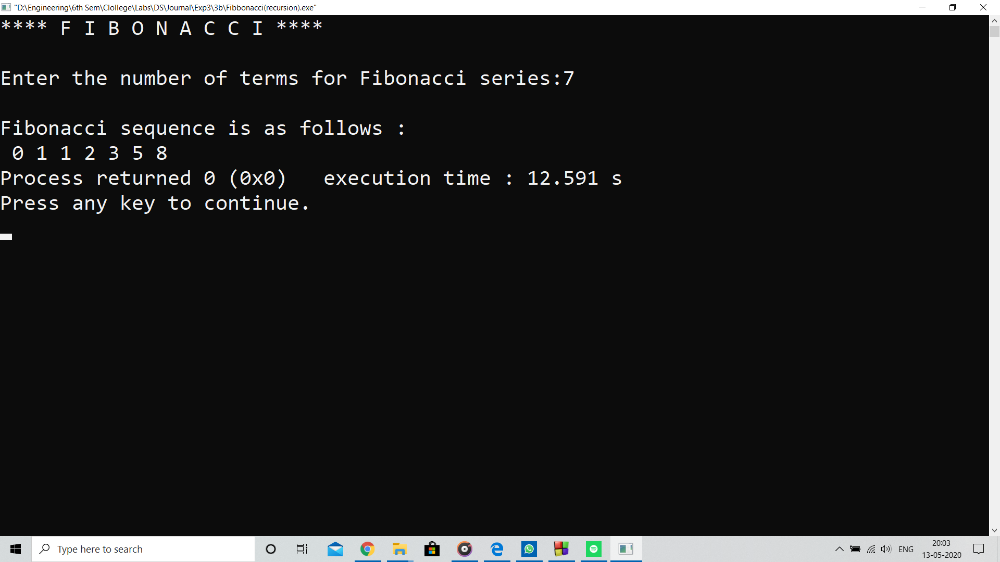 "D:\Engineering\6th Sem\Clollege\Labs\DS\Journal\Exp3\3b\Fibbonacci(recursion).exe"
**** F I B O N A C C I ****
Enter the number of terms for Fibonacci series:7
Fibonacci sequence is as follows :
0 1 1 2 3 5 8
Process returned 0 (0x0)   execution time : 12.591 s
Press any key to continue.
Type here to search
ENG
20:03
13-05-2020